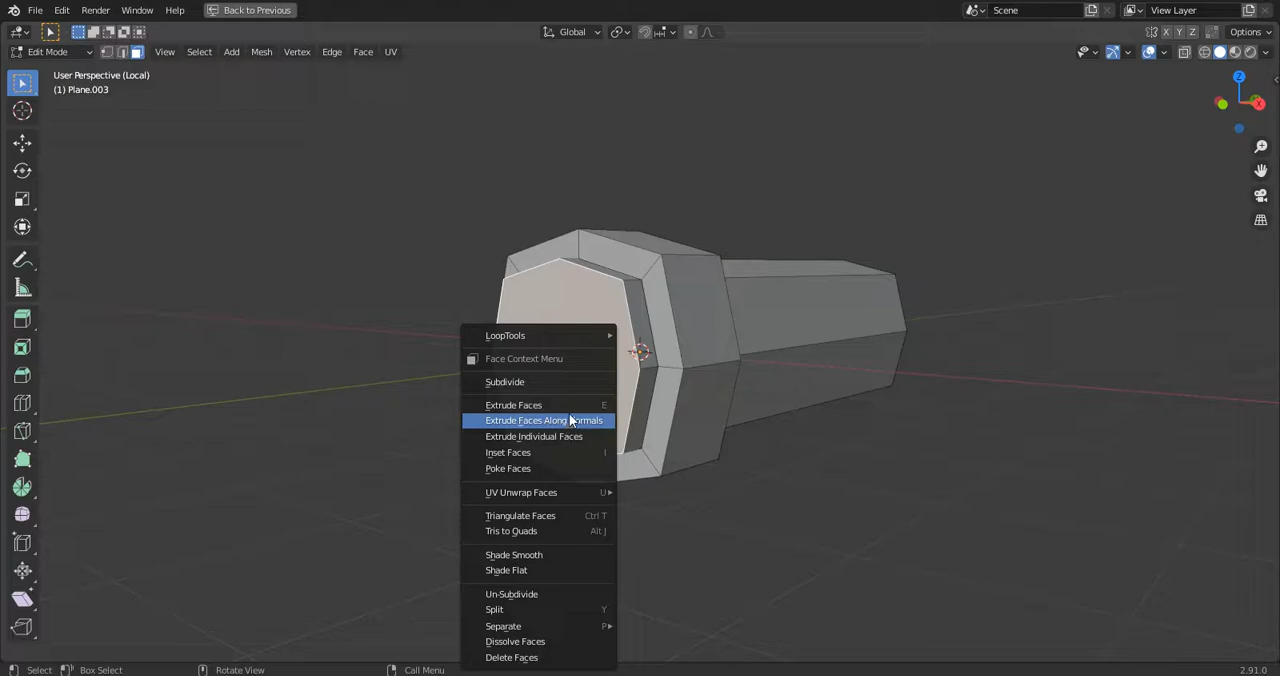 File Edit Render Window Help Back to Previous Scene View Layer
Global X Y Z Options
Edit Mode View Select Add Mesh Vertex Edge Face UV
User Perspective (Local)
(1) Plane.003
Z
X
LoopTools
Face Context Menu
Subdivide
Extrude Faces E
Extrude Faces Along Normals
Extrude Individual Faces
Inset Faces I
Poke Faces
UV Unwrap Faces U
Triangulate Faces Ctrl T
Tris to Quads Alt J
Shade Smooth
Shade Flat
Un-Subdivide
Split Y
Separate P
Dissolve Faces
Delete Faces
Select Box Select Rotate View Call Menu 2.91.0